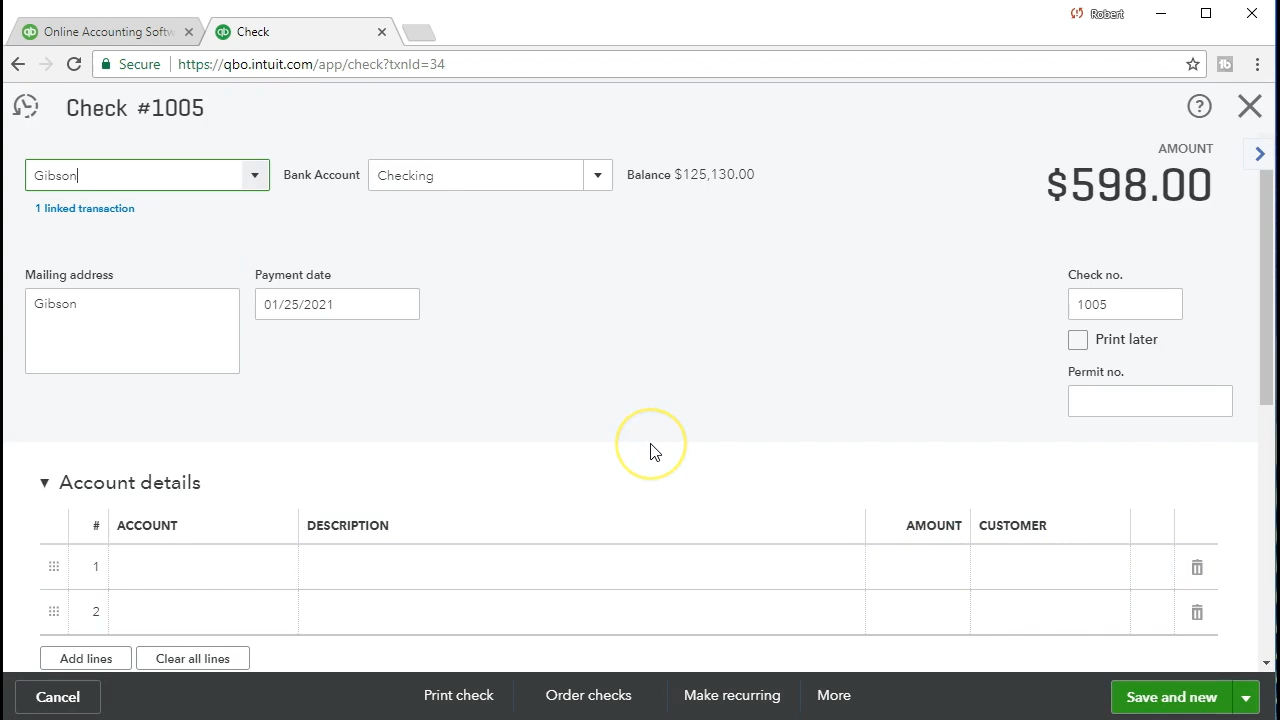 Robert
Online Accounting Softw
Check
Secure https://qbo.intuit.com/app/check?txnId=34
Check #1005
AMOUNT
$598.00
Gibson
Bank Account
Checking
Balance $125,130.00
1 linked transaction
Mailing address
Payment date
Check no.
Gibson
01/25/2021
1005
Print later
Permit no.
Account details
# ACCOUNT DESCRIPTION AMOUNT CUSTOMER
1
2
Add lines
Clear all lines
Cancel
Print check
Order checks
Make recurring
More
Save and new